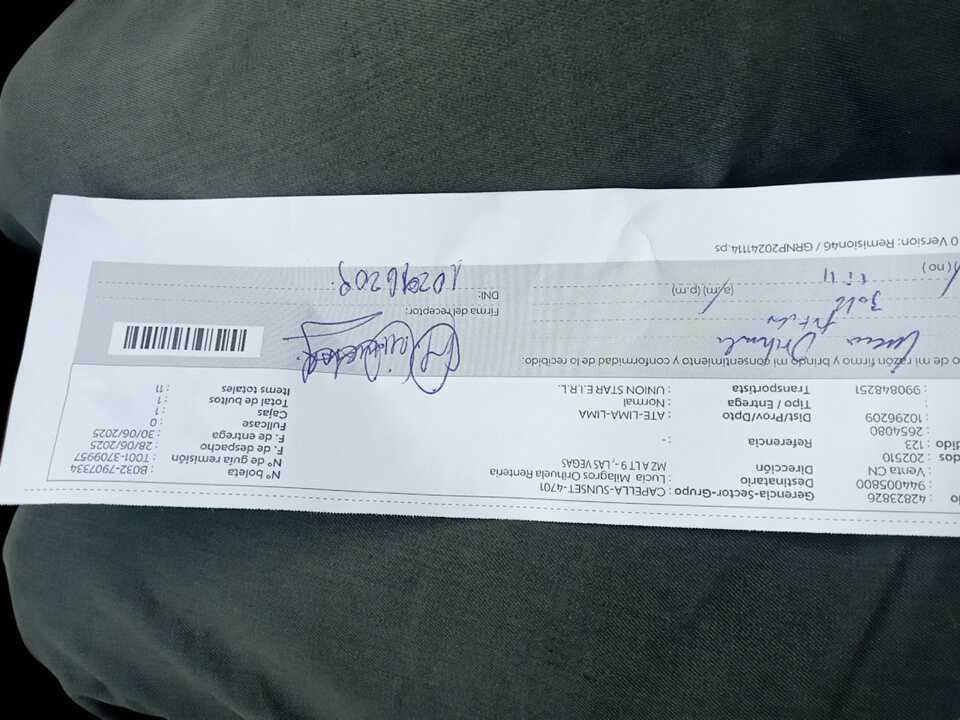 do : 428238826 Gerencia-Sector-Grupo : CAPELLA-SUNSET-4701 N° boleta : B032-7907334
: 944005800 Destinatario : Lucia Milagros Orihuela Renteria N° de guia remisión : T001-3709957
: Venta CN Dirección MZ A LT 9 - , LAS VEGAS F. de despacho : 28/06/2025
dos : 202510 F. de entrega : 30/06/2025
edido : 123 Referencia : - Fullcase : 0
: 2654080 Cajas : 1
: 10296209 Dist/Prov/Dpto : ATE-LIMA-LIMA Total de bultos : 1
: Tipo / Entrega : Normal Items totales : 11
: 990848251 Transportista : UNION STAR E.I.R.L.
o de mi razón firmo y brindo mi consentimiento y conformidad de lo recibido:
Firma del receptor:
(a.m) (p.m) DNI: 10296209
) (no)
0 Version: Remision46 / GRNP20241114.ps